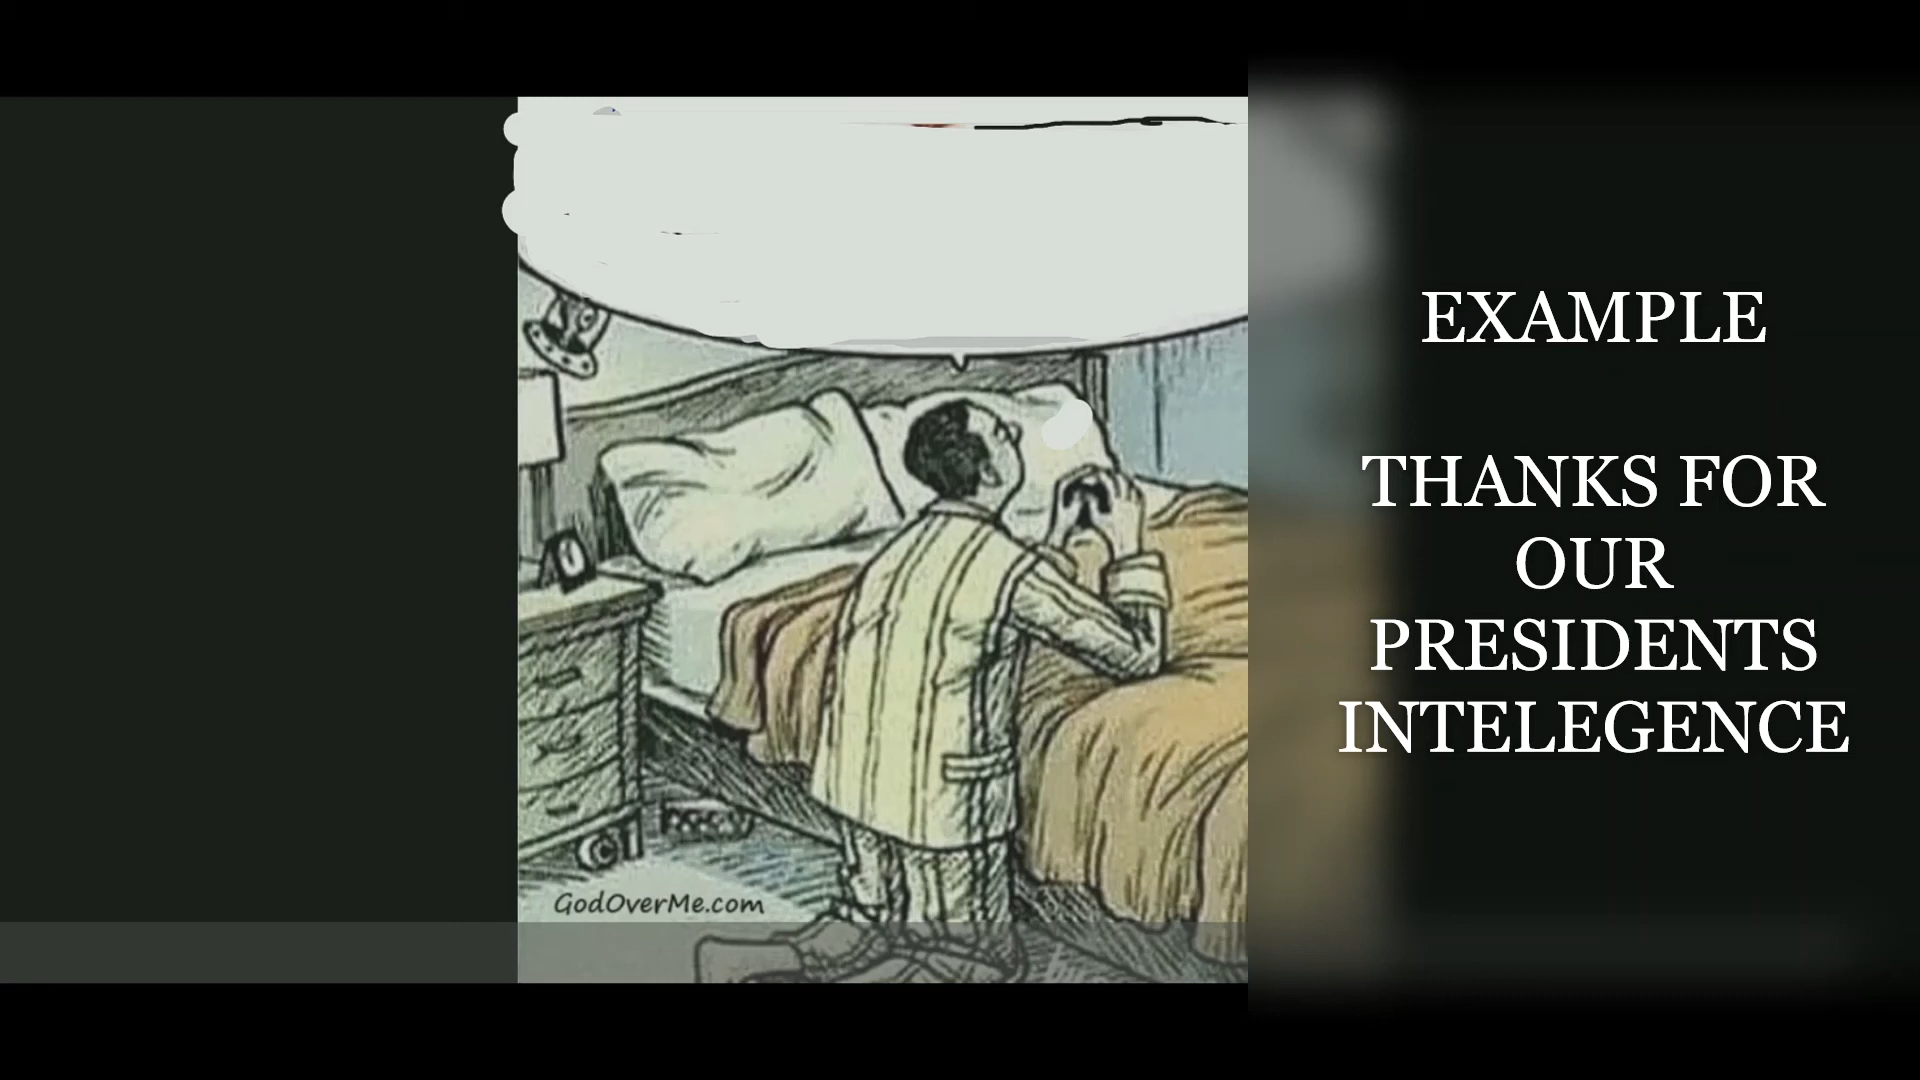 EXAMPLE
THANKS FOR
OUR
PRESIDENTS
INTELEGENCE
GodOverMe.com